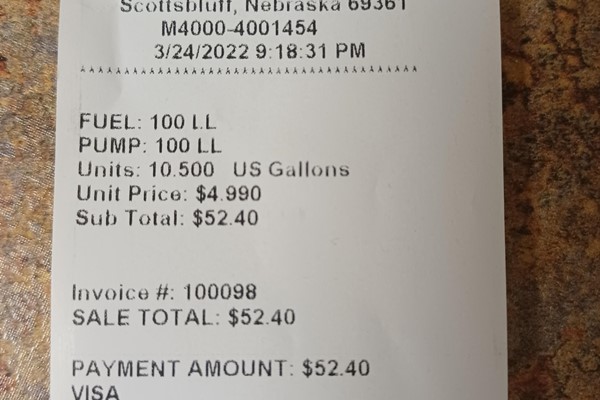 Scottsbluff, Nebraska 69361
M4000-4001454
3/24/2022 9:18:31 PM
FUEL: 100 LL
PUMP: 100 LL
Units: 10.500 US Gallons
Unit Price: $4.990
Sub Total: $52.40
Invoice #: 100098
SALE TOTAL: $52.40
PAYMENT AMOUNT: $52.40
VISA